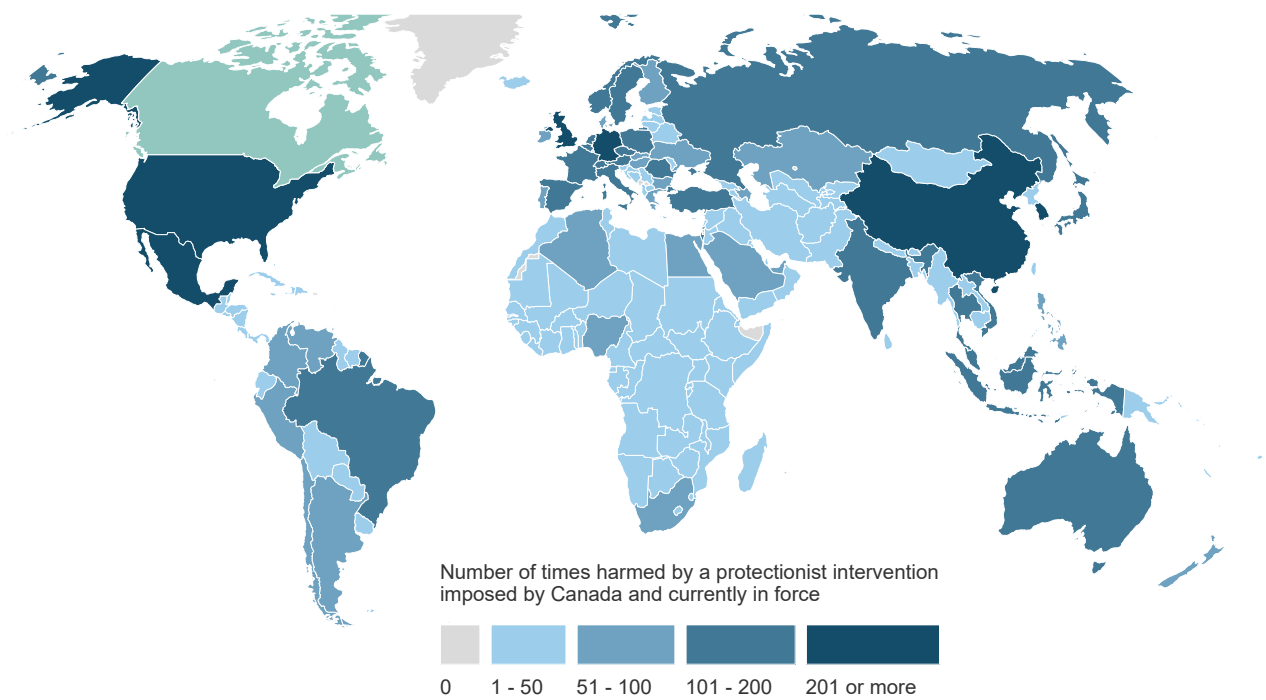 Number of times harmed by a protectionist intervention
imposed by Canada and currently in force
0 1 - 50 51 - 100 101 - 200 201 or more